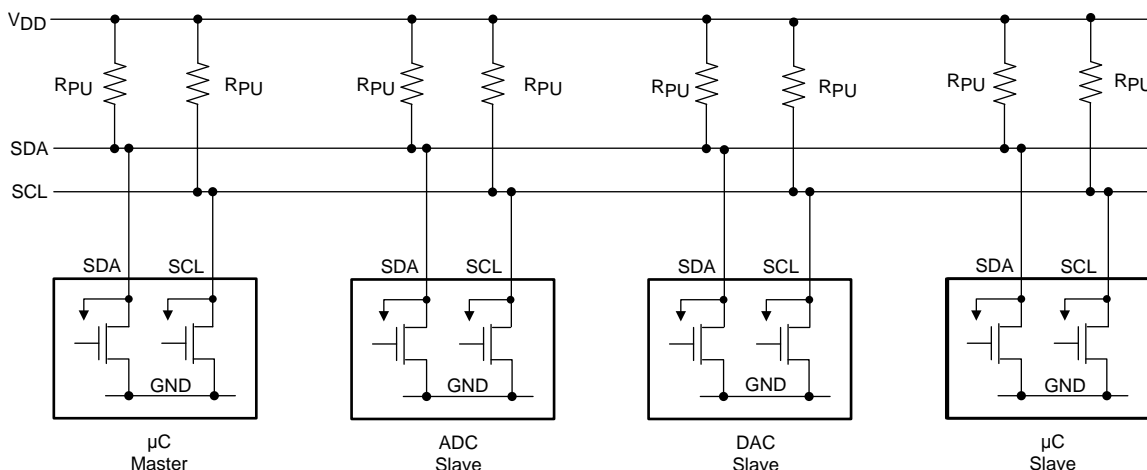 VDD
RPU RPU RPU RPU RPU RPU RPU RPU
SDA
SCL
SDA SCL SDA SCL SDA SCL SDA SCL
GND GND GND GND
µC ADC DAC µC
Master Slave Slave Slave